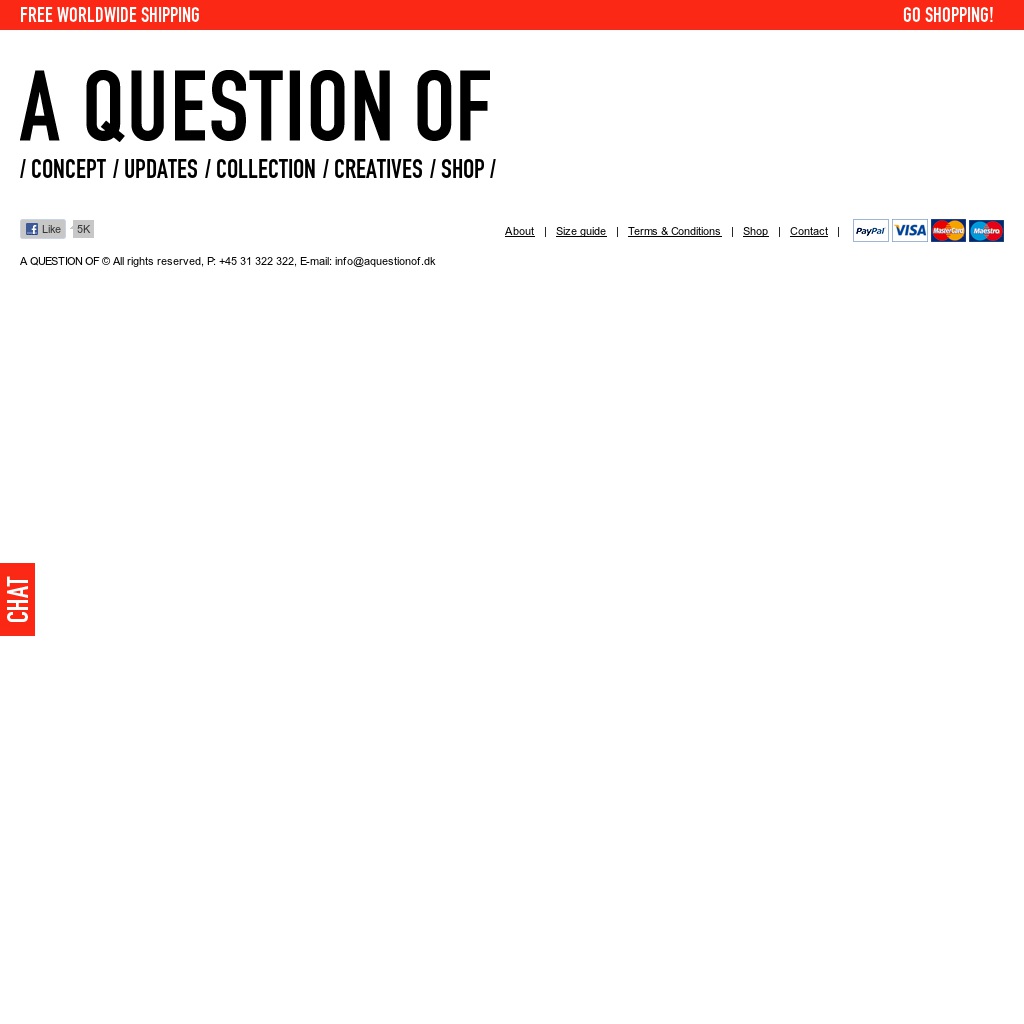 FREE WORLDWIDE SHIPPING GO SHOPPING!
A QUESTION OF
/ CONCEPT / UPDATES / COLLECTION / CREATIVES / SHOP /
Like 5K About | Size guide | Terms & Conditions | Shop | Contact | PayPal VISA MasterCard Maestro
A QUESTION OF © All rights reserved, P: +45 31 322 322, E-mail: info@aquestionof.dk
CHAT